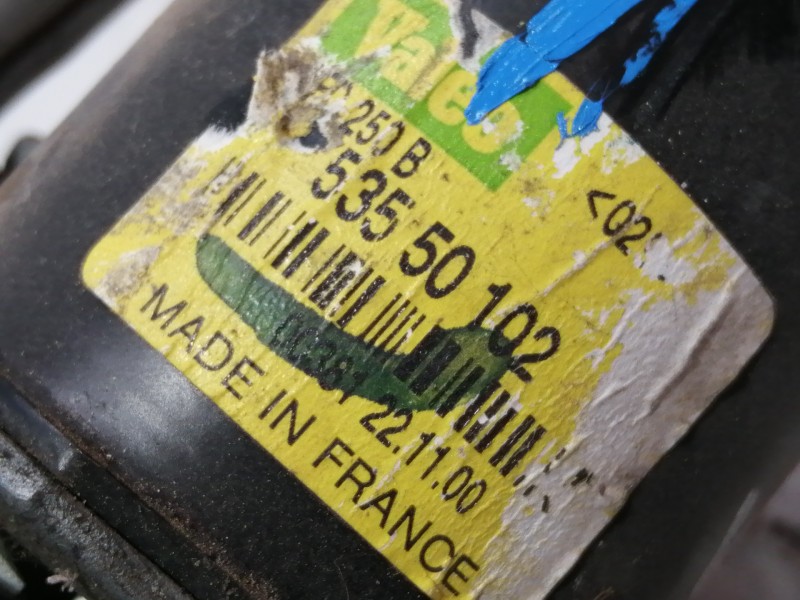 Valeo
250 B
<02
535 50 102
22.11.00
MADE IN FRANCE